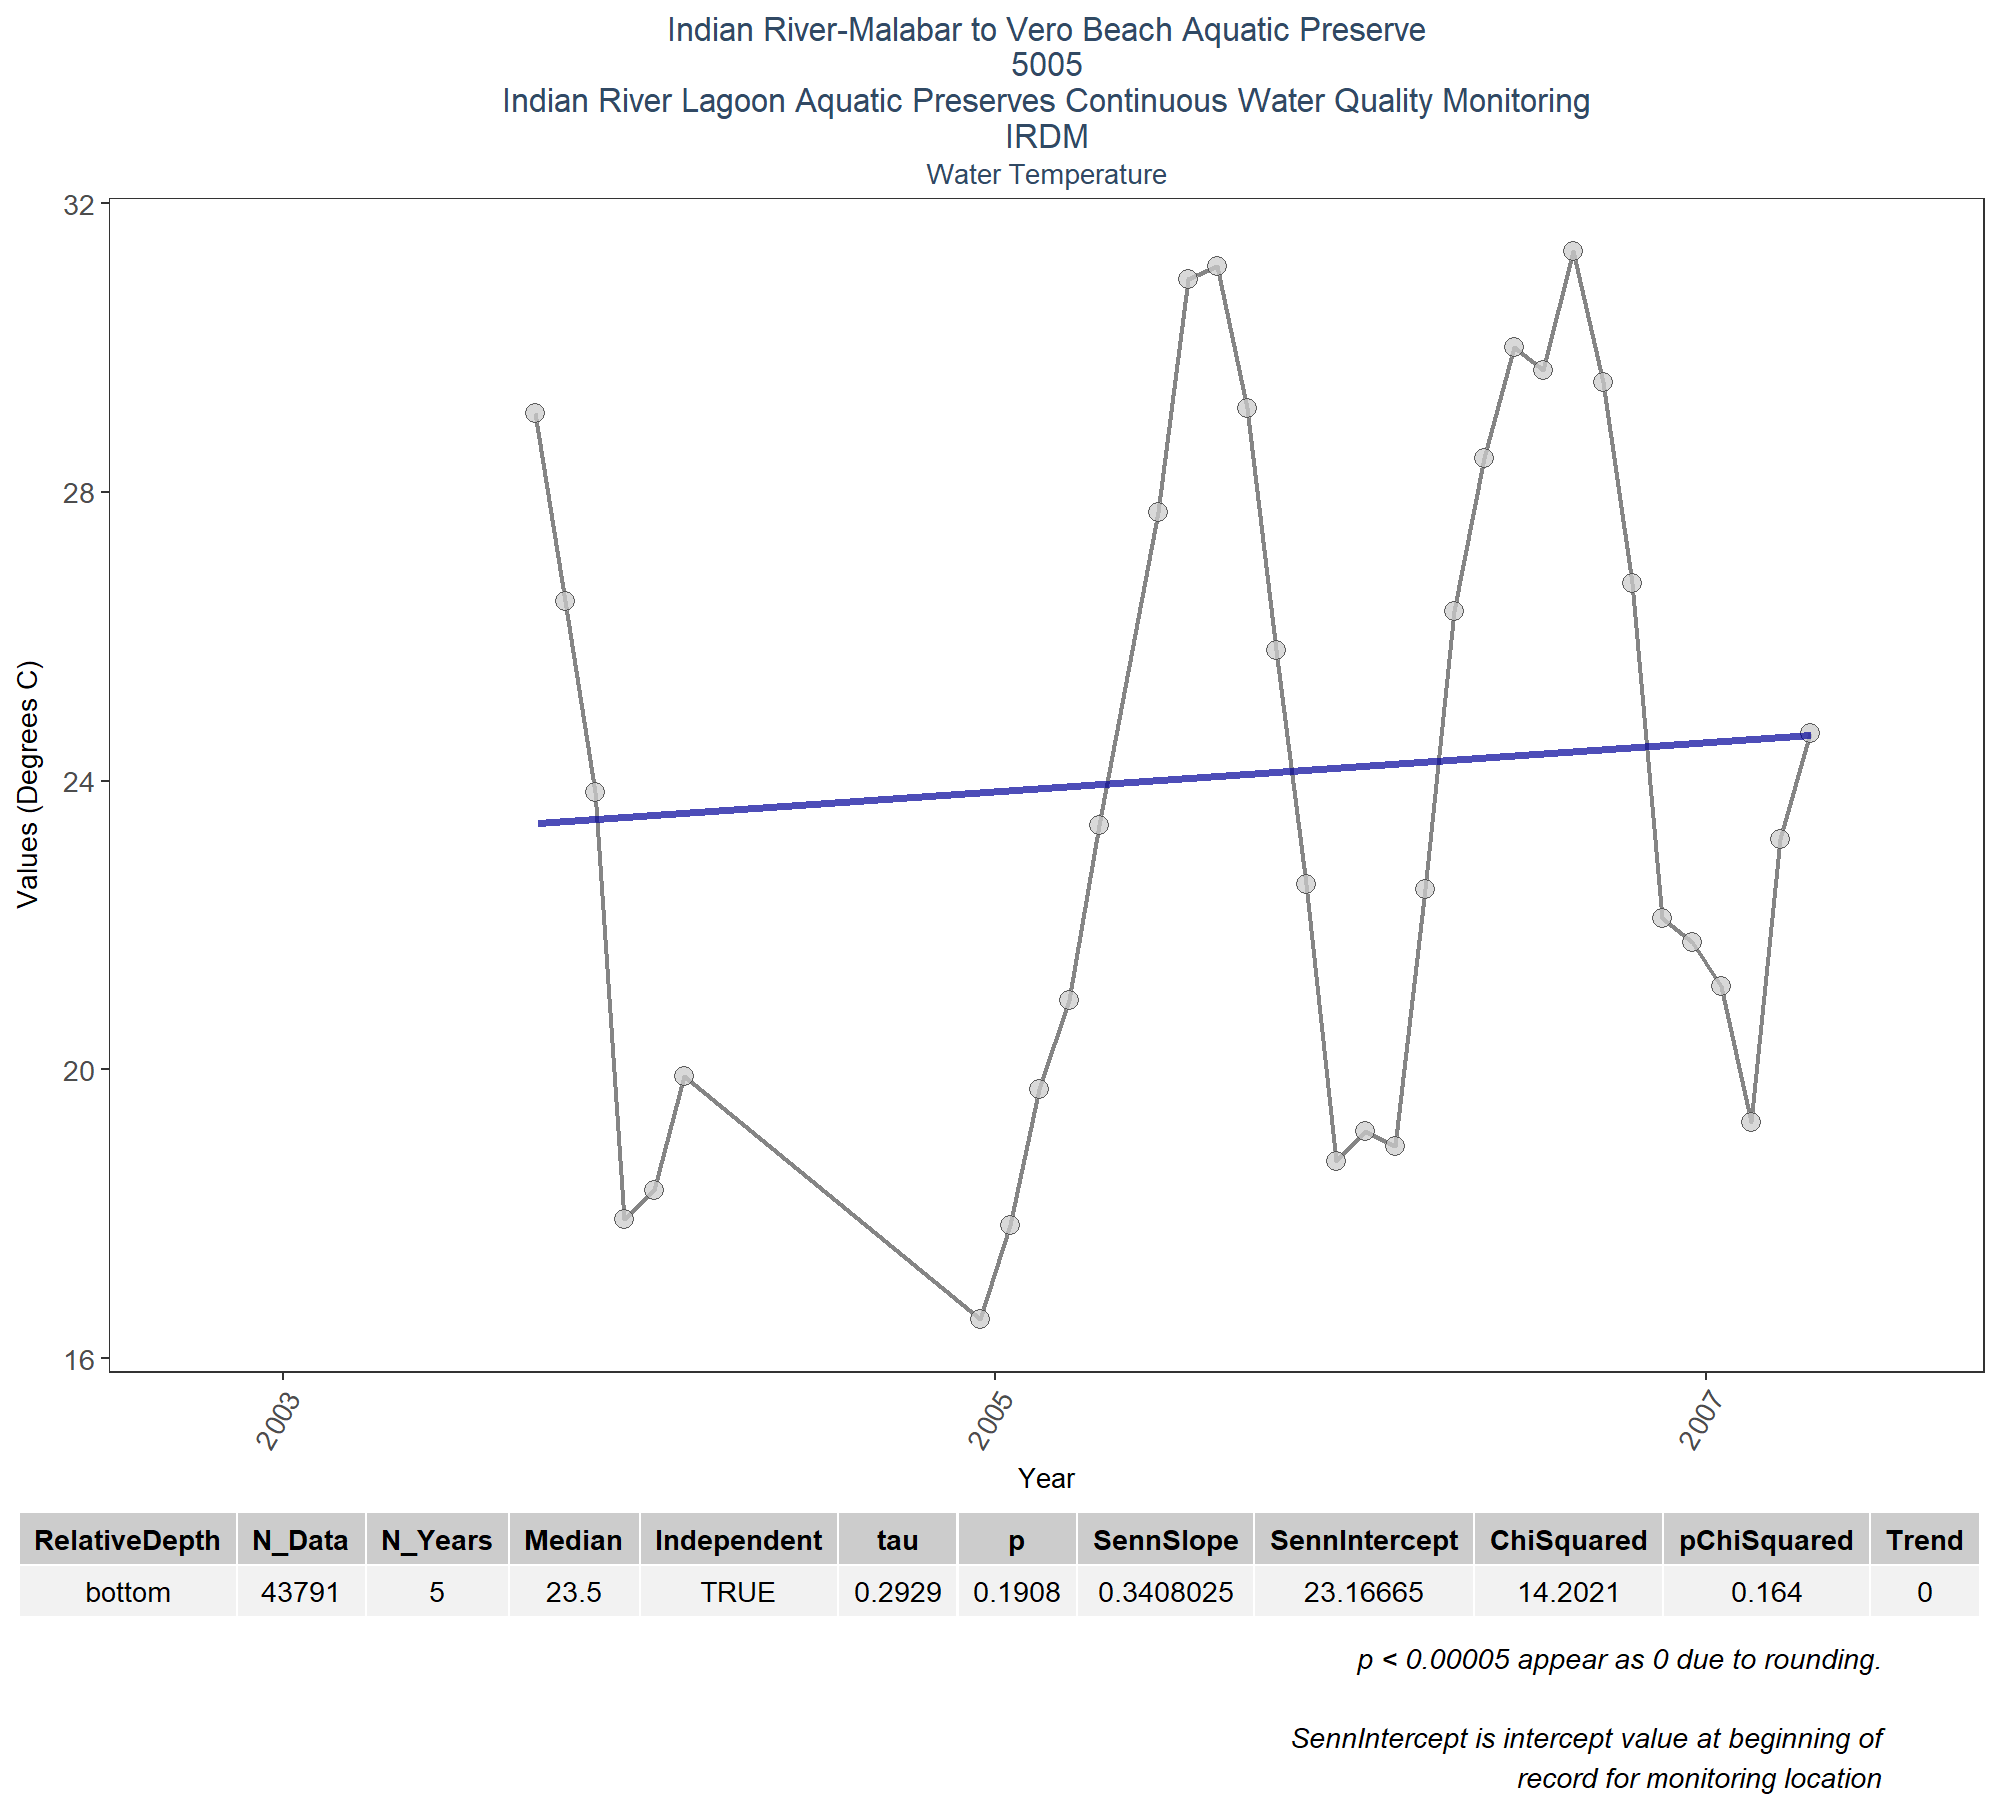 Indian River-Malabar to Vero Beach Aquatic Preserve
5005
Indian River Lagoon Aquatic Preserves Continuous Water Quality Monitoring
IRDM
Water Temperature
32
28
24
20
16
Values (Degrees C)
2003
2005
2007
Year
RelativeDepth N_Data N_Years Median Independent tau p SennSlope SennIntercept ChiSquared pChiSquared Trend
bottom 43791 5 23.5 TRUE 0.2929 0.1908 0.3408025 23.16665 14.2021 0.164 0
p < 0.00005 appear as 0 due to rounding.
SennIntercept is intercept value at beginning of
record for monitoring location